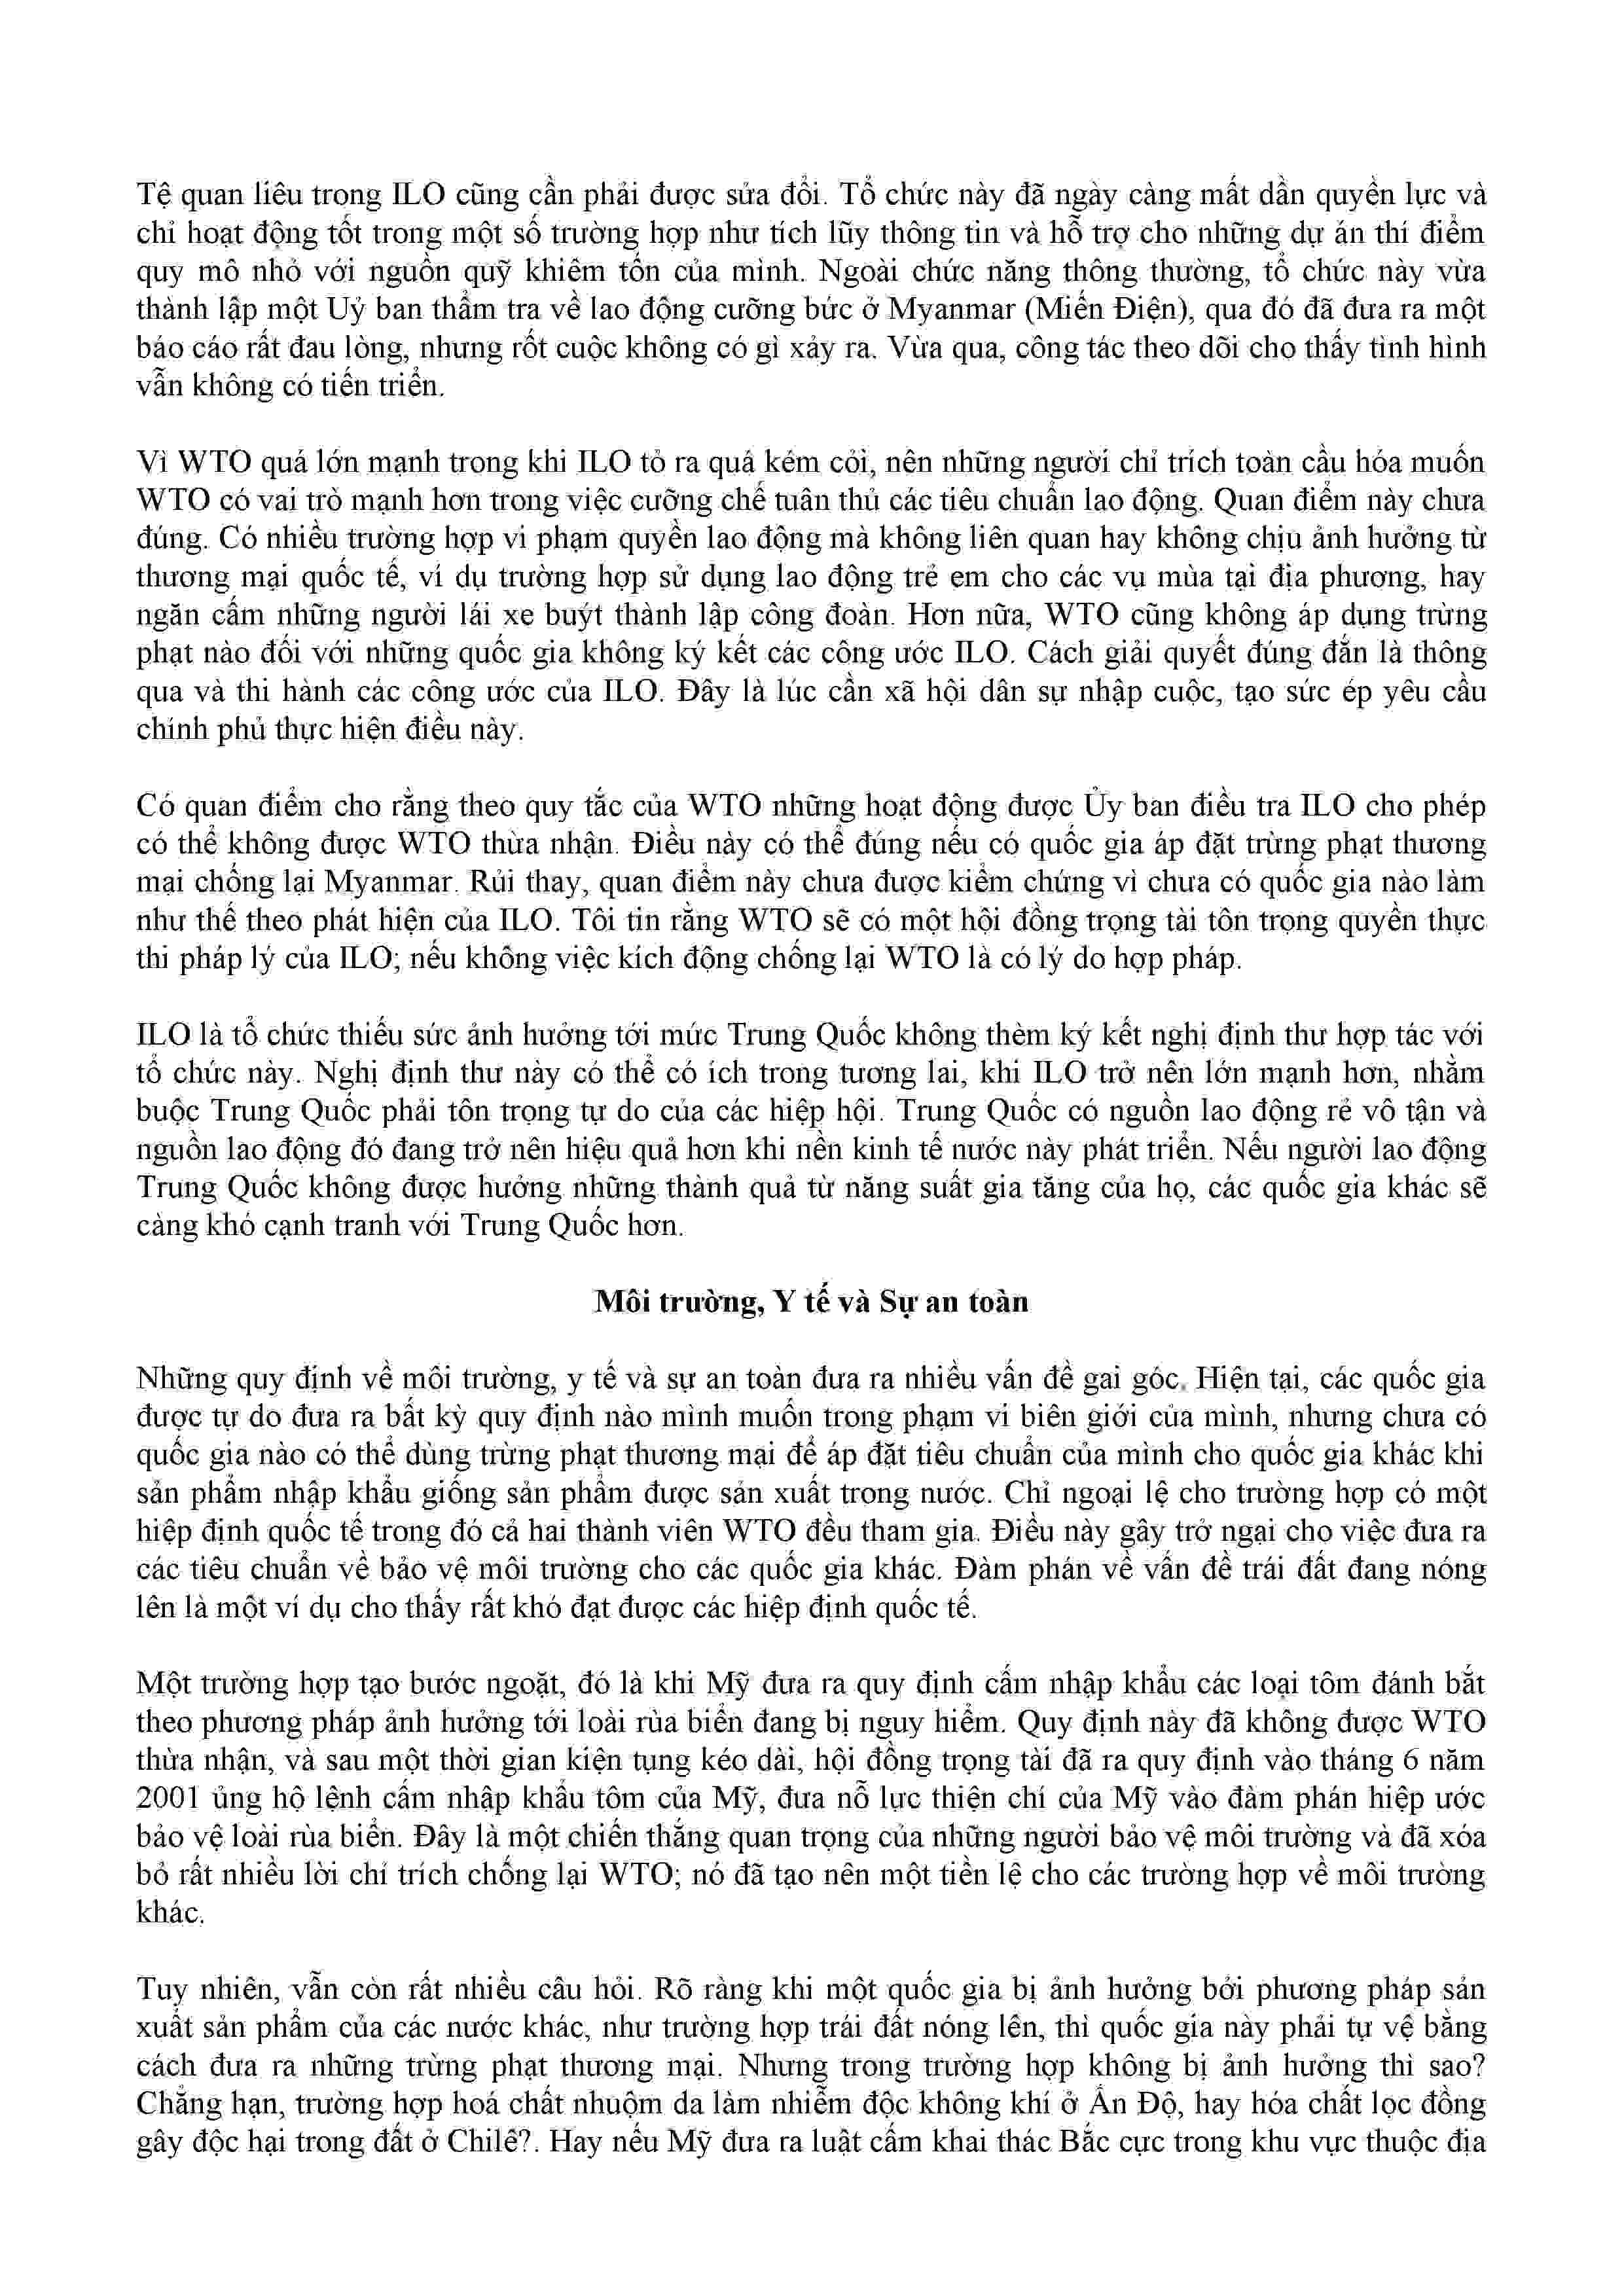 Tệ quan liêu trong ILO cũng cần phải được sửa đổi. Tổ chức này đã ngày càng mất dần quyền lực và
chỉ hoạt động tốt trong một số trường hợp như tích lũy thông tin và hỗ trợ cho những dự án thí điểm
quy mô nhỏ với nguồn quỹ khiêm tốn của mình. Ngoài chức năng thông thường, tổ chức này vừa
thành lập một Uỷ ban thẩm tra về lao động cưỡng bức ở Myanmar (Miến Điện), qua đó đã đưa ra một
báo cáo rất đau lòng, nhưng rốt cuộc không có gì xảy ra. Vừa qua, công tác theo dõi cho thấy tình hình
vẫn không có tiến triển.
Vì WTO quá lớn mạnh trong khi ILO tỏ ra quá kém cỏi, nên những người chỉ trích toàn cầu hóa muốn
WTO có vai trò mạnh hơn trong việc cưỡng chế tuân thủ các tiêu chuẩn lao động. Quan điểm này chưa
đúng. Có nhiều trường hợp vi phạm quyền lao động mà không liên quan hay không chịu ảnh hưởng từ
thương mại quốc tế, ví dụ trường hợp sử dụng lao động trẻ em cho các vụ mùa tại địa phương, hay
ngăn cấm những người lái xe buýt thành lập công đoàn. Hơn nữa, WTO cũng không áp dụng trừng
phạt nào đối với những quốc gia không ký kết các công ước ILO. Cách giải quyết đúng đắn là thông
qua và thi hành các công ước của ILO. Đây là lúc cần xã hội dân sự nhập cuộc, tạo sức ép yêu cầu
chính phủ thực hiện điều này.
Có quan điểm cho rằng theo quy tắc của WTO những hoạt động được Ủy ban điều tra ILO cho phép
có thể không được WTO thừa nhận. Điều này có thể đúng nếu có quốc gia áp đặt trừng phạt thương
mại chống lại Myanmar. Rủi thay, quan điểm này chưa được kiểm chứng vì chưa có quốc gia nào làm
như thế theo phát hiện của ILO. Tôi tin rằng WTO sẽ có một hội đồng trọng tài tôn trọng quyền thực
thi pháp lý của ILO; nếu không việc kích động chống lại WTO là có lý do hợp pháp.
ILO là tổ chức thiếu sức ảnh hưởng tới mức Trung Quốc không thèm ký kết nghị định thư hợp tác với
tổ chức này. Nghị định thư này có thể có ích trong tương lai, khi ILO trở nên lớn mạnh hơn, nhằm
buộc Trung Quốc phải tôn trọng tự do của các hiệp hội. Trung Quốc có nguồn lao động rẻ vô tận và
nguồn lao động đó đang trở nên hiệu quả hơn khi nền kinh tế nước này phát triển. Nếu người lao động
Trung Quốc không được hưởng những thành quả từ năng suất gia tăng của họ, các quốc gia khác sẽ
càng khó cạnh tranh với Trung Quốc hơn.
Môi trường, Y tế và Sự an toàn
Những quy định về môi trường, y tế và sự an toàn đưa ra nhiều vấn đề gai góc. Hiện tại, các quốc gia
được tự do đưa ra bất kỳ quy định nào mình muốn trong phạm vi biên giới của mình, nhưng chưa có
quốc gia nào có thể dùng trừng phạt thương mại để áp đặt tiêu chuẩn của mình cho quốc gia khác khi
sản phẩm nhập khẩu giống sản phẩm được sản xuất trong nước. Chỉ ngoại lệ cho trường hợp có một
hiệp định quốc tế trong đó cả hai thành viên WTO đều tham gia. Điều này gây trở ngại cho việc đưa ra
các tiêu chuẩn về bảo vệ môi trường cho các quốc gia khác. Đàm phán về vấn đề trái đất đang nóng
lên là một ví dụ cho thấy rất khó đạt được các hiệp định quốc tế.
Một trường hợp tạo bước ngoặt, đó là khi Mỹ đưa ra quy định cấm nhập khẩu các loại tôm đánh bắt
theo phương pháp ảnh hưởng tới loài rùa biển đang bị nguy hiểm. Quy định này đã không được WTO
thừa nhận, và sau một thời gian kiện tụng kéo dài, hội đồng trọng tài đã ra quy định vào tháng 6 năm
2001 ủng hộ lệnh cấm nhập khẩu tôm của Mỹ, đưa nỗ lực thiện chí của Mỹ vào đàm phán hiệp ước
bảo vệ loài rùa biển. Đây là một chiến thắng quan trọng của những người bảo vệ môi trường và đã xóa
bỏ rất nhiều lời chỉ trích chống lại WTO; nó đã tạo nên một tiền lệ cho các trường hợp về môi trường
khác.
Tuy nhiên, vẫn còn rất nhiều câu hỏi. Rõ ràng khi một quốc gia bị ảnh hưởng bởi phương pháp sản
xuất sản phẩm của các nước khác, như trường hợp trái đất nóng lên, thì quốc gia này phải tự vệ bằng
cách đưa ra những trừng phạt thương mại. Nhưng trong trường hợp không bị ảnh hưởng thì sao?
Chẳng hạn, trường hợp hoá chất nhuộm da làm nhiễm độc không khí ở Ấn Độ, hay hóa chất lọc đồng
gây độc hại trong đất ở Chilê?. Hay nếu Mỹ đưa ra luật cấm khai thác Bắc cực trong khu vực thuộc địa